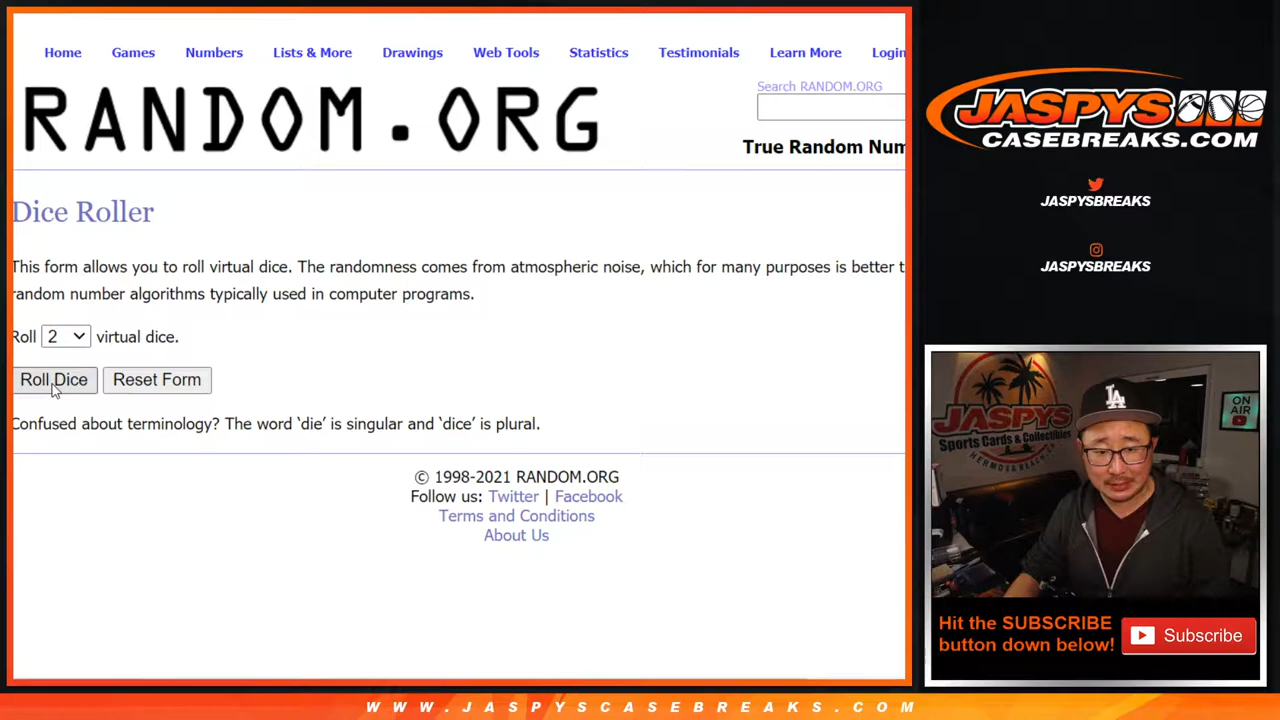 Home Games Numbers Lists & More Drawings Web Tools Statistics Testimonials Learn More Login
RANDOM.ORG
Search RANDOM.ORG
True Random Num
Dice Roller
This form allows you to roll virtual dice. The randomness comes from atmospheric noise, which for many purposes is better t
random number algorithms typically used in computer programs.
Roll 2 virtual dice.
Roll Dice Reset Form
Confused about terminology? The word ‘die’ is singular and ‘dice’ is plural.
© 1998-2021 RANDOM.ORG
Follow us: Twitter | Facebook
Terms and Conditions
About Us
JASPYS
CASEBREAKS.COM
JASPYSBREAKS
JASPYSBREAKS
JASPYS
Sports Cards & Collectibles
HERMOSA BEACH, CA
LA
ON
AIR
Hit the SUBSCRIBE
button down below!
Subscribe
WWW.JASPYSCASEBREAKS.COM